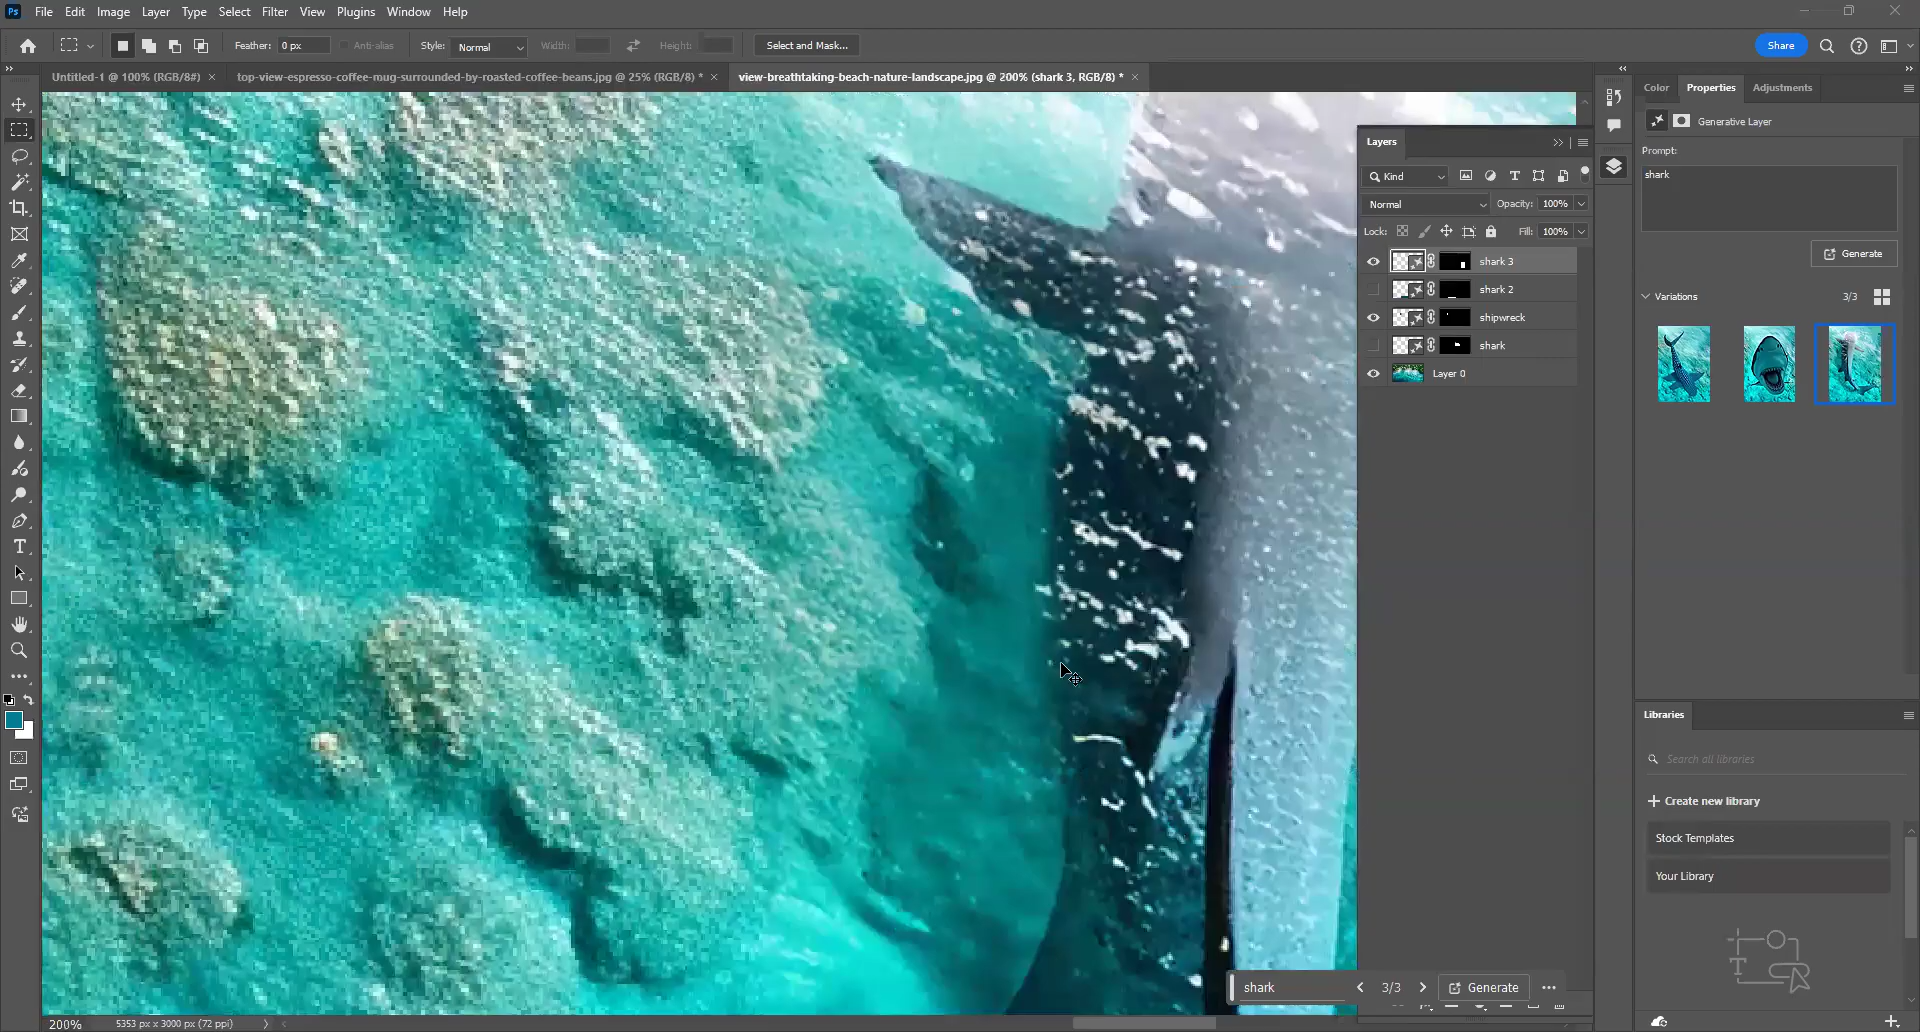 Ps File Edit Image Layer Type Select Filter View Plugins Window Help
Feather: 0 px Anti-alias Style: Normal Width: Height: Select and Mask... Share
Untitled-1 @ 100% (RGB/8#) × top-view-espresso-coffee-mug-surrounded-by-roasted-coffee-beans.jpg @ 25% (RGB/8) * × view-breathtaking-beach-nature-landscape.jpg @ 200% (shark 3, RGB/8) * ×
Color Properties Adjustments
Generative Layer
Prompt:
shark
Generate
Variations 3/3
Layers
Kind
Normal Opacity: 100%
Lock: Fill: 100%
shark 3
shark 2
shipwreck
shark
Layer 0
Libraries
Search all libraries
+ Create new library
Stock Templates
Your Library
shark 3/3 Generate ...
200% 5353 px x 3000 px (72 ppi)